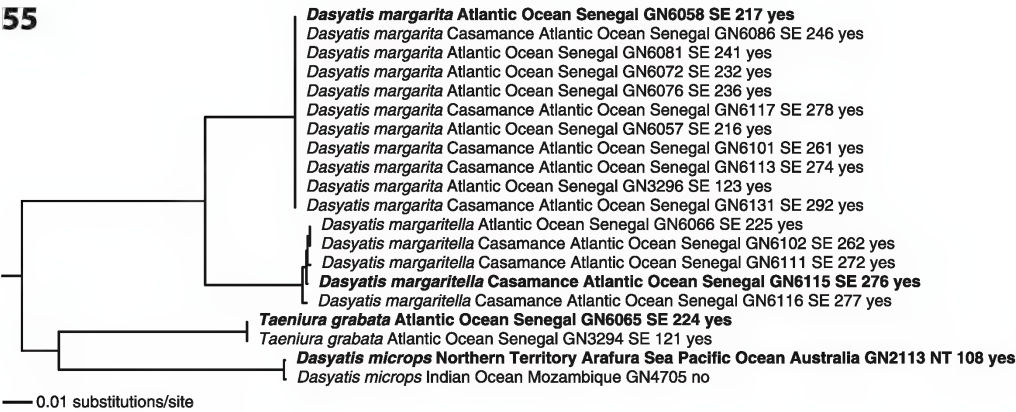 55
Dasyatis margarita Atlantic Ocean Senegal GN6058 SE 217 yes
Dasyatis margarita Casamance Atlantic Ocean Senegal GN6086 SE 246 yes
Dasyatis margarita Atlantic Ocean Senegal GN6081 SE 241 yes
Dasyatis margarita Atlantic Ocean Senegal GN6072 SE 232 yes
Dasyatis margarita Atlantic Ocean Senegal GN6076 SE 236 yes
Dasyatis margarita Casamance Atlantic Ocean Senegal GN6117 SE 278 yes
Dasyatis margarita Atlantic Ocean Senegal GN6057 SE 216 yes
Dasyatis margarita Casamance Atlantic Ocean Senegal GN6101 SE 261 yes
Dasyatis margarita Casamance Atlantic Ocean Senegal GN6113 SE 274 yes
Dasyatis margarita Atlantic Ocean Senegal GN3296 SE 123 yes
Dasyatis margarita Casamance Atlantic Ocean Senegal GN6131 SE 292 yes
Dasyatis margaritella Atlantic Ocean Senegal GN6066 SE 225 yes
Dasyatis margaritella Casamance Atlantic Ocean Senegal GN6102 SE 262 yes
Dasyatis margaritella Casamance Atlantic Ocean Senegal GN6111 SE 272 yes
Dasyatis margaritella Casamance Atlantic Ocean Senegal GN6115 SE 276 yes
Dasyatis margaritella Casamance Atlantic Ocean Senegal GN6116 SE 277 yes
Taeniura grabata Atlantic Ocean Senegal GN6065 SE 224 yes
Taeniura grabata Atlantic Ocean Senegal GN3294 SE 121 yes
Dasyatis microps Northern Territory Arafura Sea Pacific Ocean Australia GN2113 NT 108 yes
Dasyatis microps Indian Ocean Mozambique GN4705 no
0.01 substitutions/site